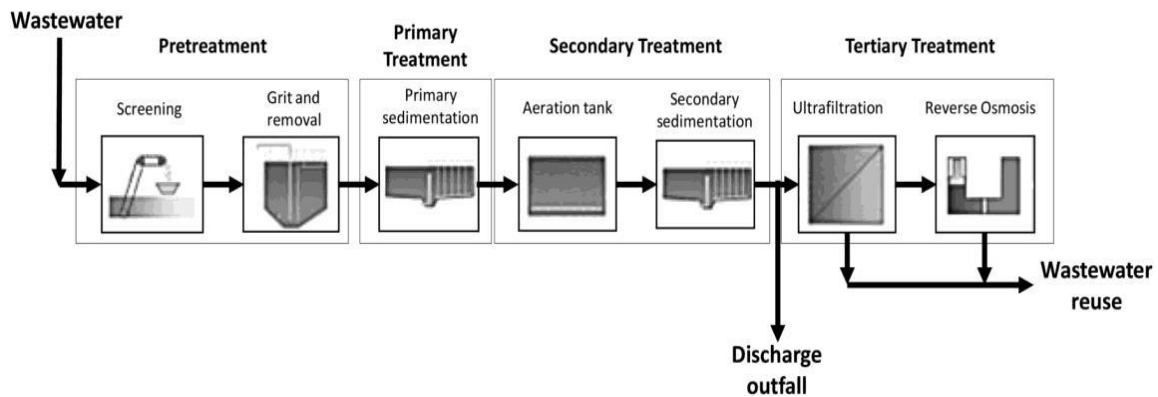 Wastewater
Pretreatment
Primary
Treatment
Secondary Treatment
Tertiary Treatment
Screening
Grit and
removal
Primary
sedimentation
Aeration tank
Secondary
sedimentation
Ultrafiltration
Reverse Osmosis
Wastewater
reuse
Discharge
outfall